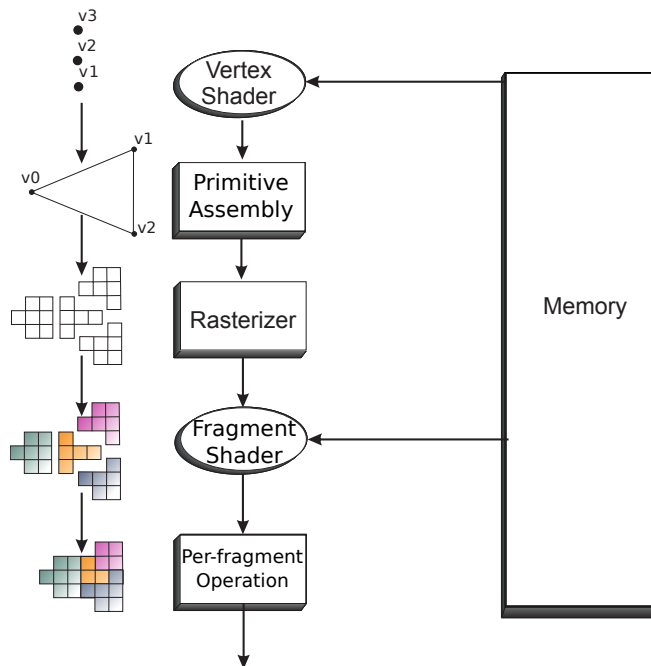 v3
v2
v1
v1
v0
v2
Vertex
Shader
Primitive
Assembly
Rasterizer
Fragment
Shader
Per-fragment
Operation
Memory